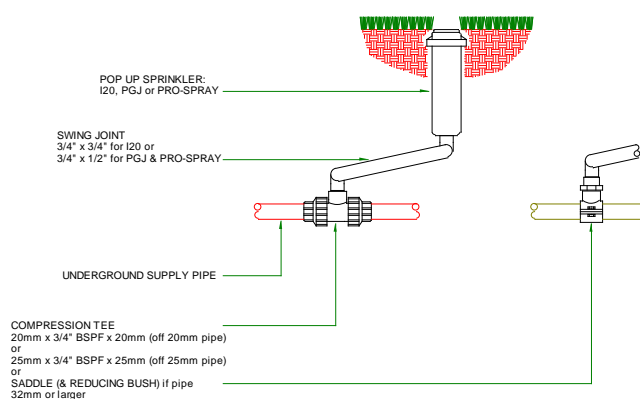 POP UP SPRINKLER:
I20, PGJ or PRO-SPRAY
SWING JOINT
3/4" x 3/4" for I20 or
3/4" x 1/2" for PGJ & PRO-SPRAY
UNDERGROUND SUPPLY PIPE
COMPRESSION TEE
20mm x 3/4" BSPF x 20mm (off 20mm pipe)
or
25mm x 3/4" BSPF x 25mm (off 25mm pipe)
or
SADDLE (& REDUCING BUSH) if pipe
32mm or larger